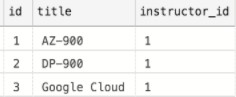 id title instructor_id
1 AZ-900 1
2 DP-900 1
3 Google Cloud 1